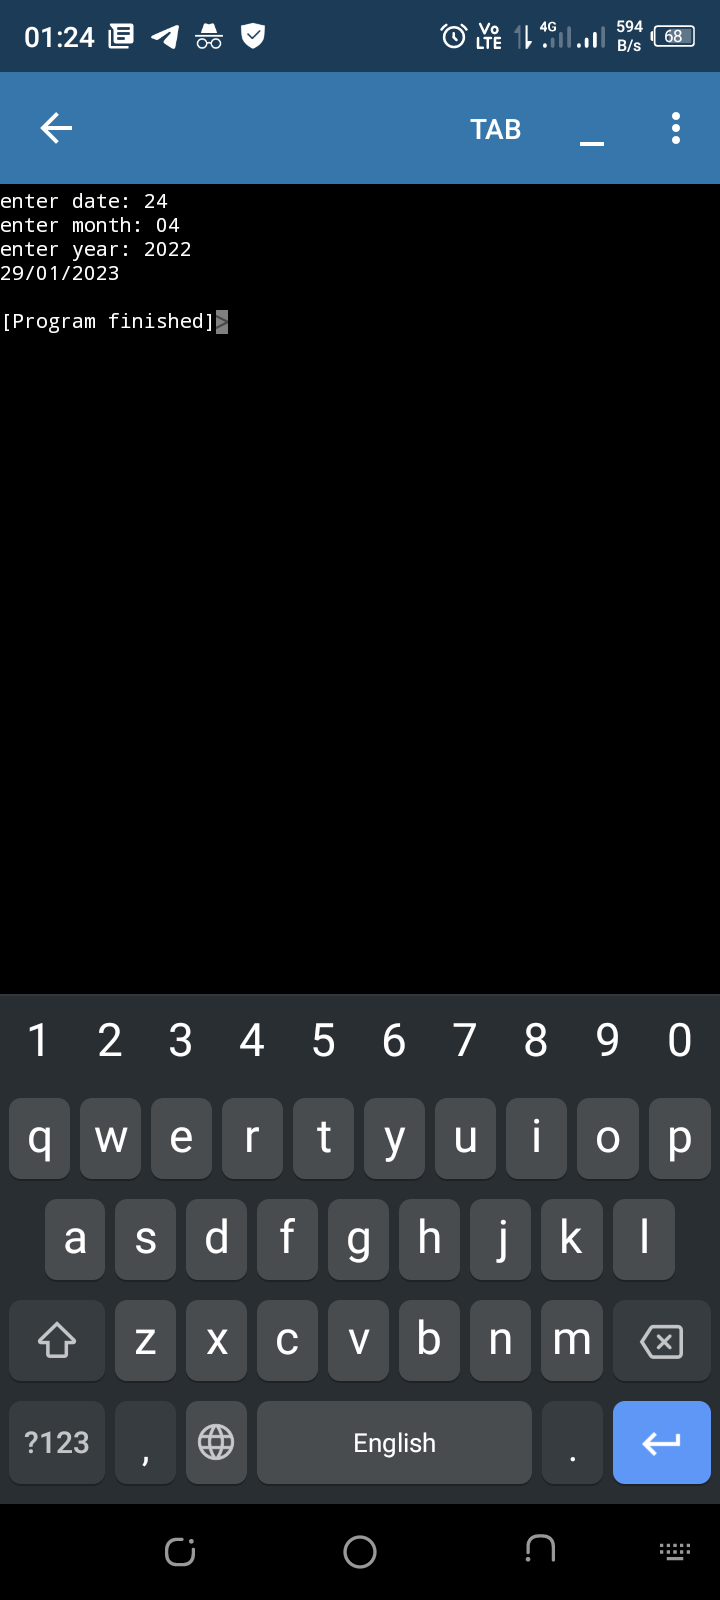 01:24 Vo LTE 4G 594 B/s 68
TAB
enter date: 24
enter month: 04
enter year: 2022
29/01/2023
[Program finished]>
1 2 3 4 5 6 7 8 9 0
q w e r t y u i o p
a s d f g h j k l
z x c v b n m
?123 , English .